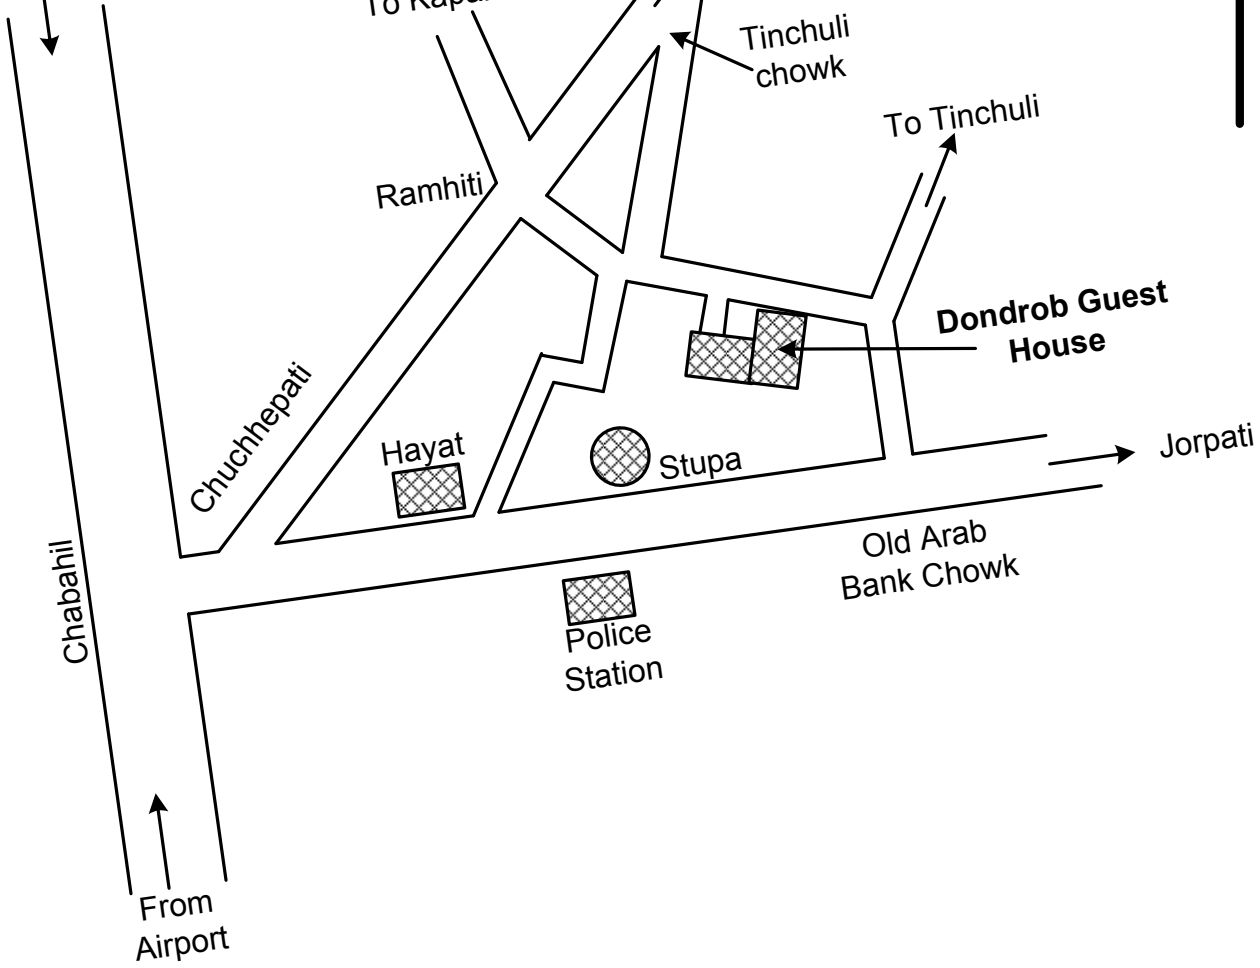 To
Tinchuli
chowk
To Tinchuli
Ramhiti
Dondrob Guest
House
Chuchhepati
Hayat
Stupa
Jorpati
Old Arab
Bank Chowk
Chabahil
Police
Station
From
Airport